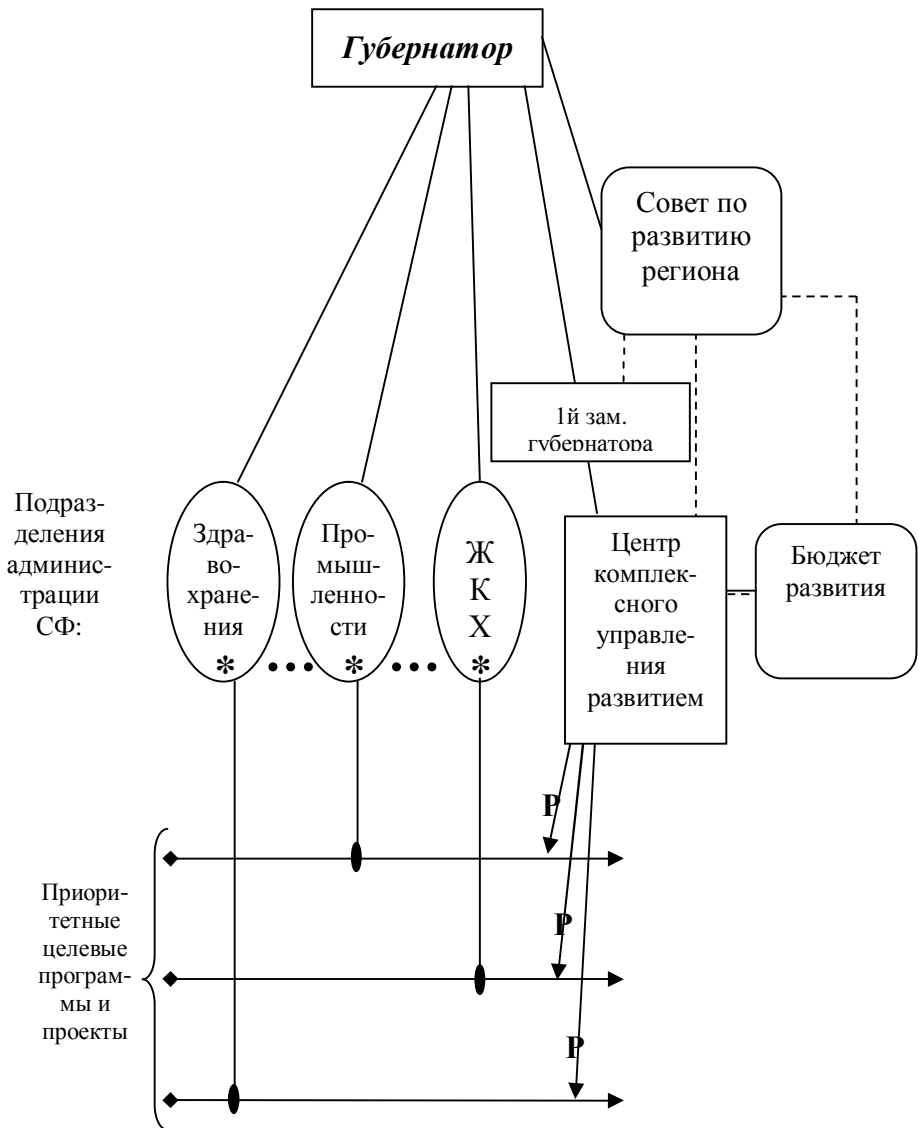 Губернатор
Совет по
развитию
региона
1й зам.
губернатора
Подраз-
деления
админис-
трации
СФ:
Здра-
во-
хране-
ния
*
...
Про-
мыш-
ленно-
сти
*
...
Ж
К
Х
*
Центр
комплек-
сного
управле-
ния
развитием
Бюджет
развития
Р
Р
Р
Приори-
тетные
целевые
програм-
мы и
проекты